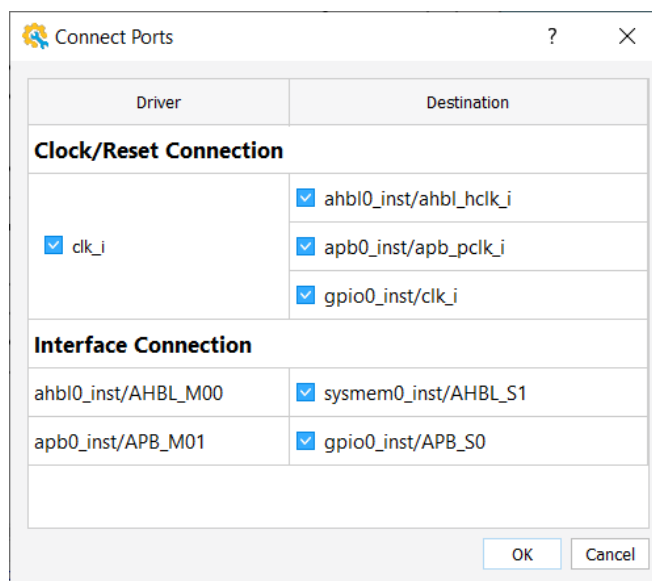 Connect Ports
?
Driver Destination
Clock/Reset Connection
clk_i
ahbl0_inst/ahbl_hclk_i
apb0_inst/apb_pclk_i
gpio0_inst/clk_i
Interface Connection
ahbl0_inst/AHBL_M00 sysmem0_inst/AHBL_S1
apb0_inst/APB_M01 gpio0_inst/APB_S0
OK Cancel